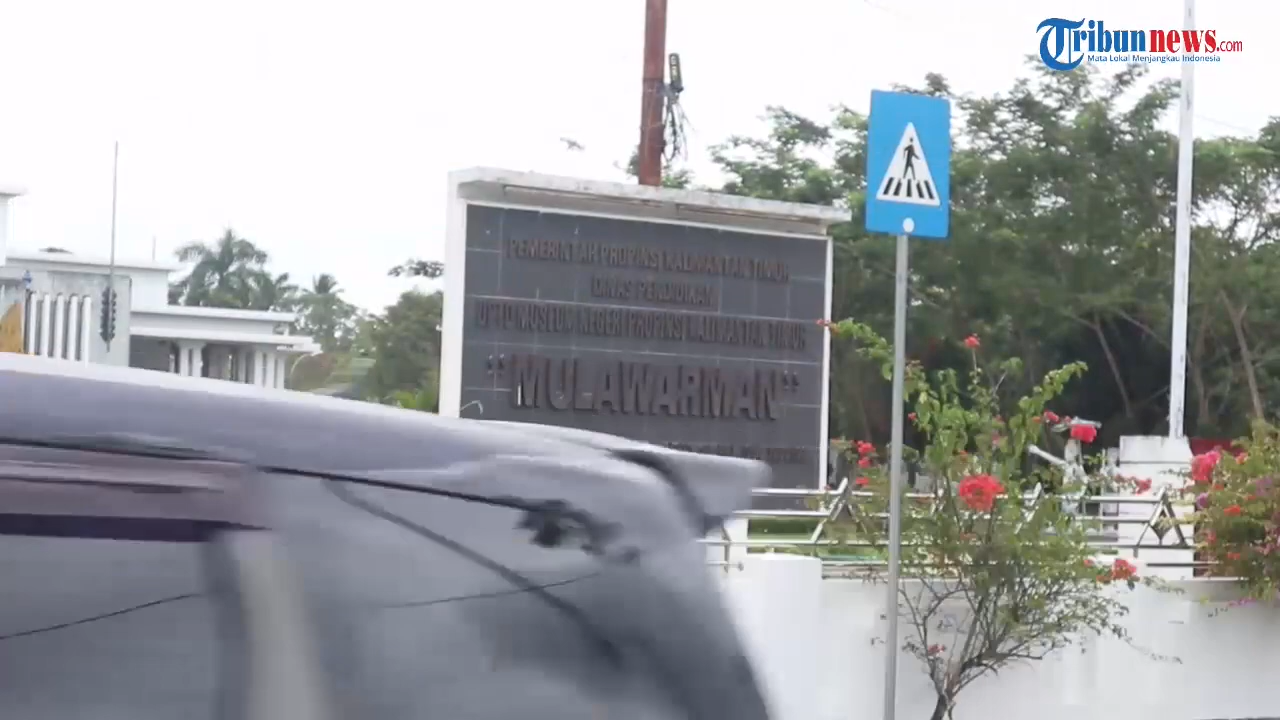 Tribunnews.com
Mata Lokal Menjangkau Indonesia
PEMERINTAH PROPINSI KALIMANTAN TIMUR
DINAS PENDIDIKAN
UPTD MUSEUM NEGERI PROPINSI KALIMANTAN TIMUR
"MULAWARMAN"